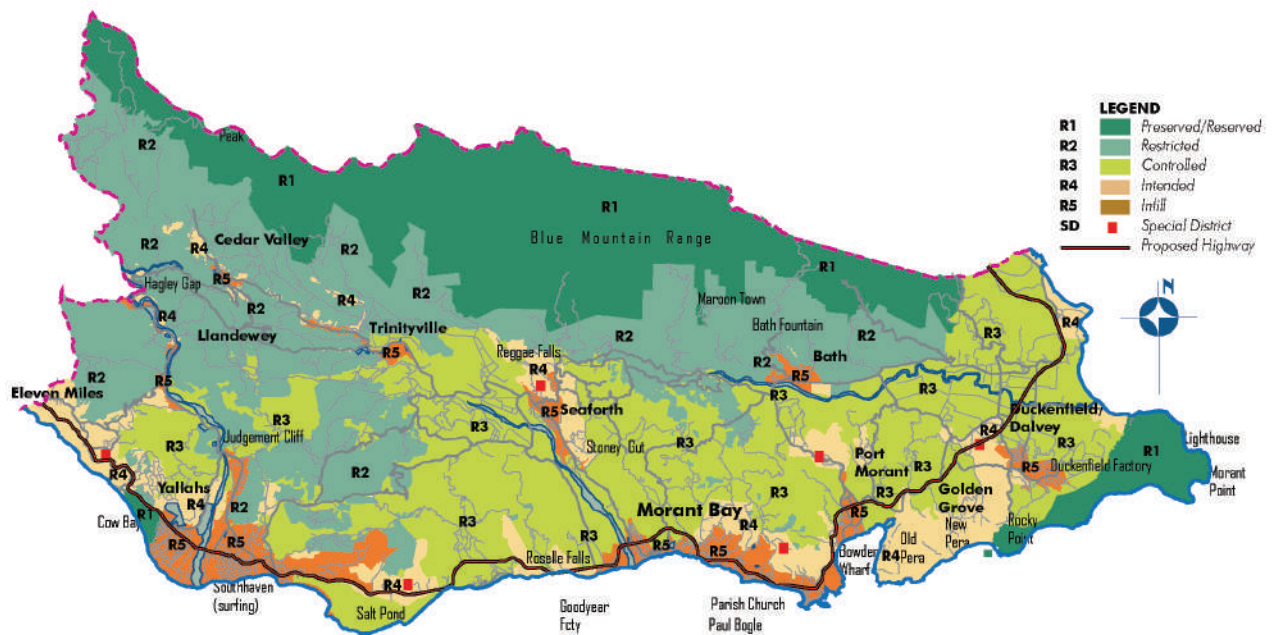 LEGEND
R1 Preserved/Reserved
R2 Restricted
R3 Controlled
R4 Intended
R5 Infill
SD Special District
Proposed Highway
N
Peak
R2
R1
R1
Blue Mountain Range
R2
R4
Cedar Valley
R2
R1
Hagley Gap
R5
R2
R4
R2
Maroon Town
R4
Llandewey
Trinityville
R2
Bath Fountain
R2
R3
R4
R5
Reggae Falls
R2
Bath
R2
R5
R4
R5
Eleven Miles
R3
R3
R3
R5
Seaforth
R3
Duckenfield/
Dalvey
R3
Judgement Cliff
R3
Stoney Gut
R3
R4
R3
Lighthouse
R1
R4
R2
Port
Morant
R3
R5
Duckenfield Factory
Morant
Point
Yallahs
R4
R2
R3
R3
Golden
Grove
Cow Bay
R1
Morant Bay
R4
R5
New
Pera
Rocky
Point
R5
R5
R3
R3
R5
R5
Old
Pera
Roselle Falls
Bowder
Wharf
R4
Southhaven
(surfing)
R4
Salt Pond
Goodyear
Fcty
Parish Church
Paul Bogle